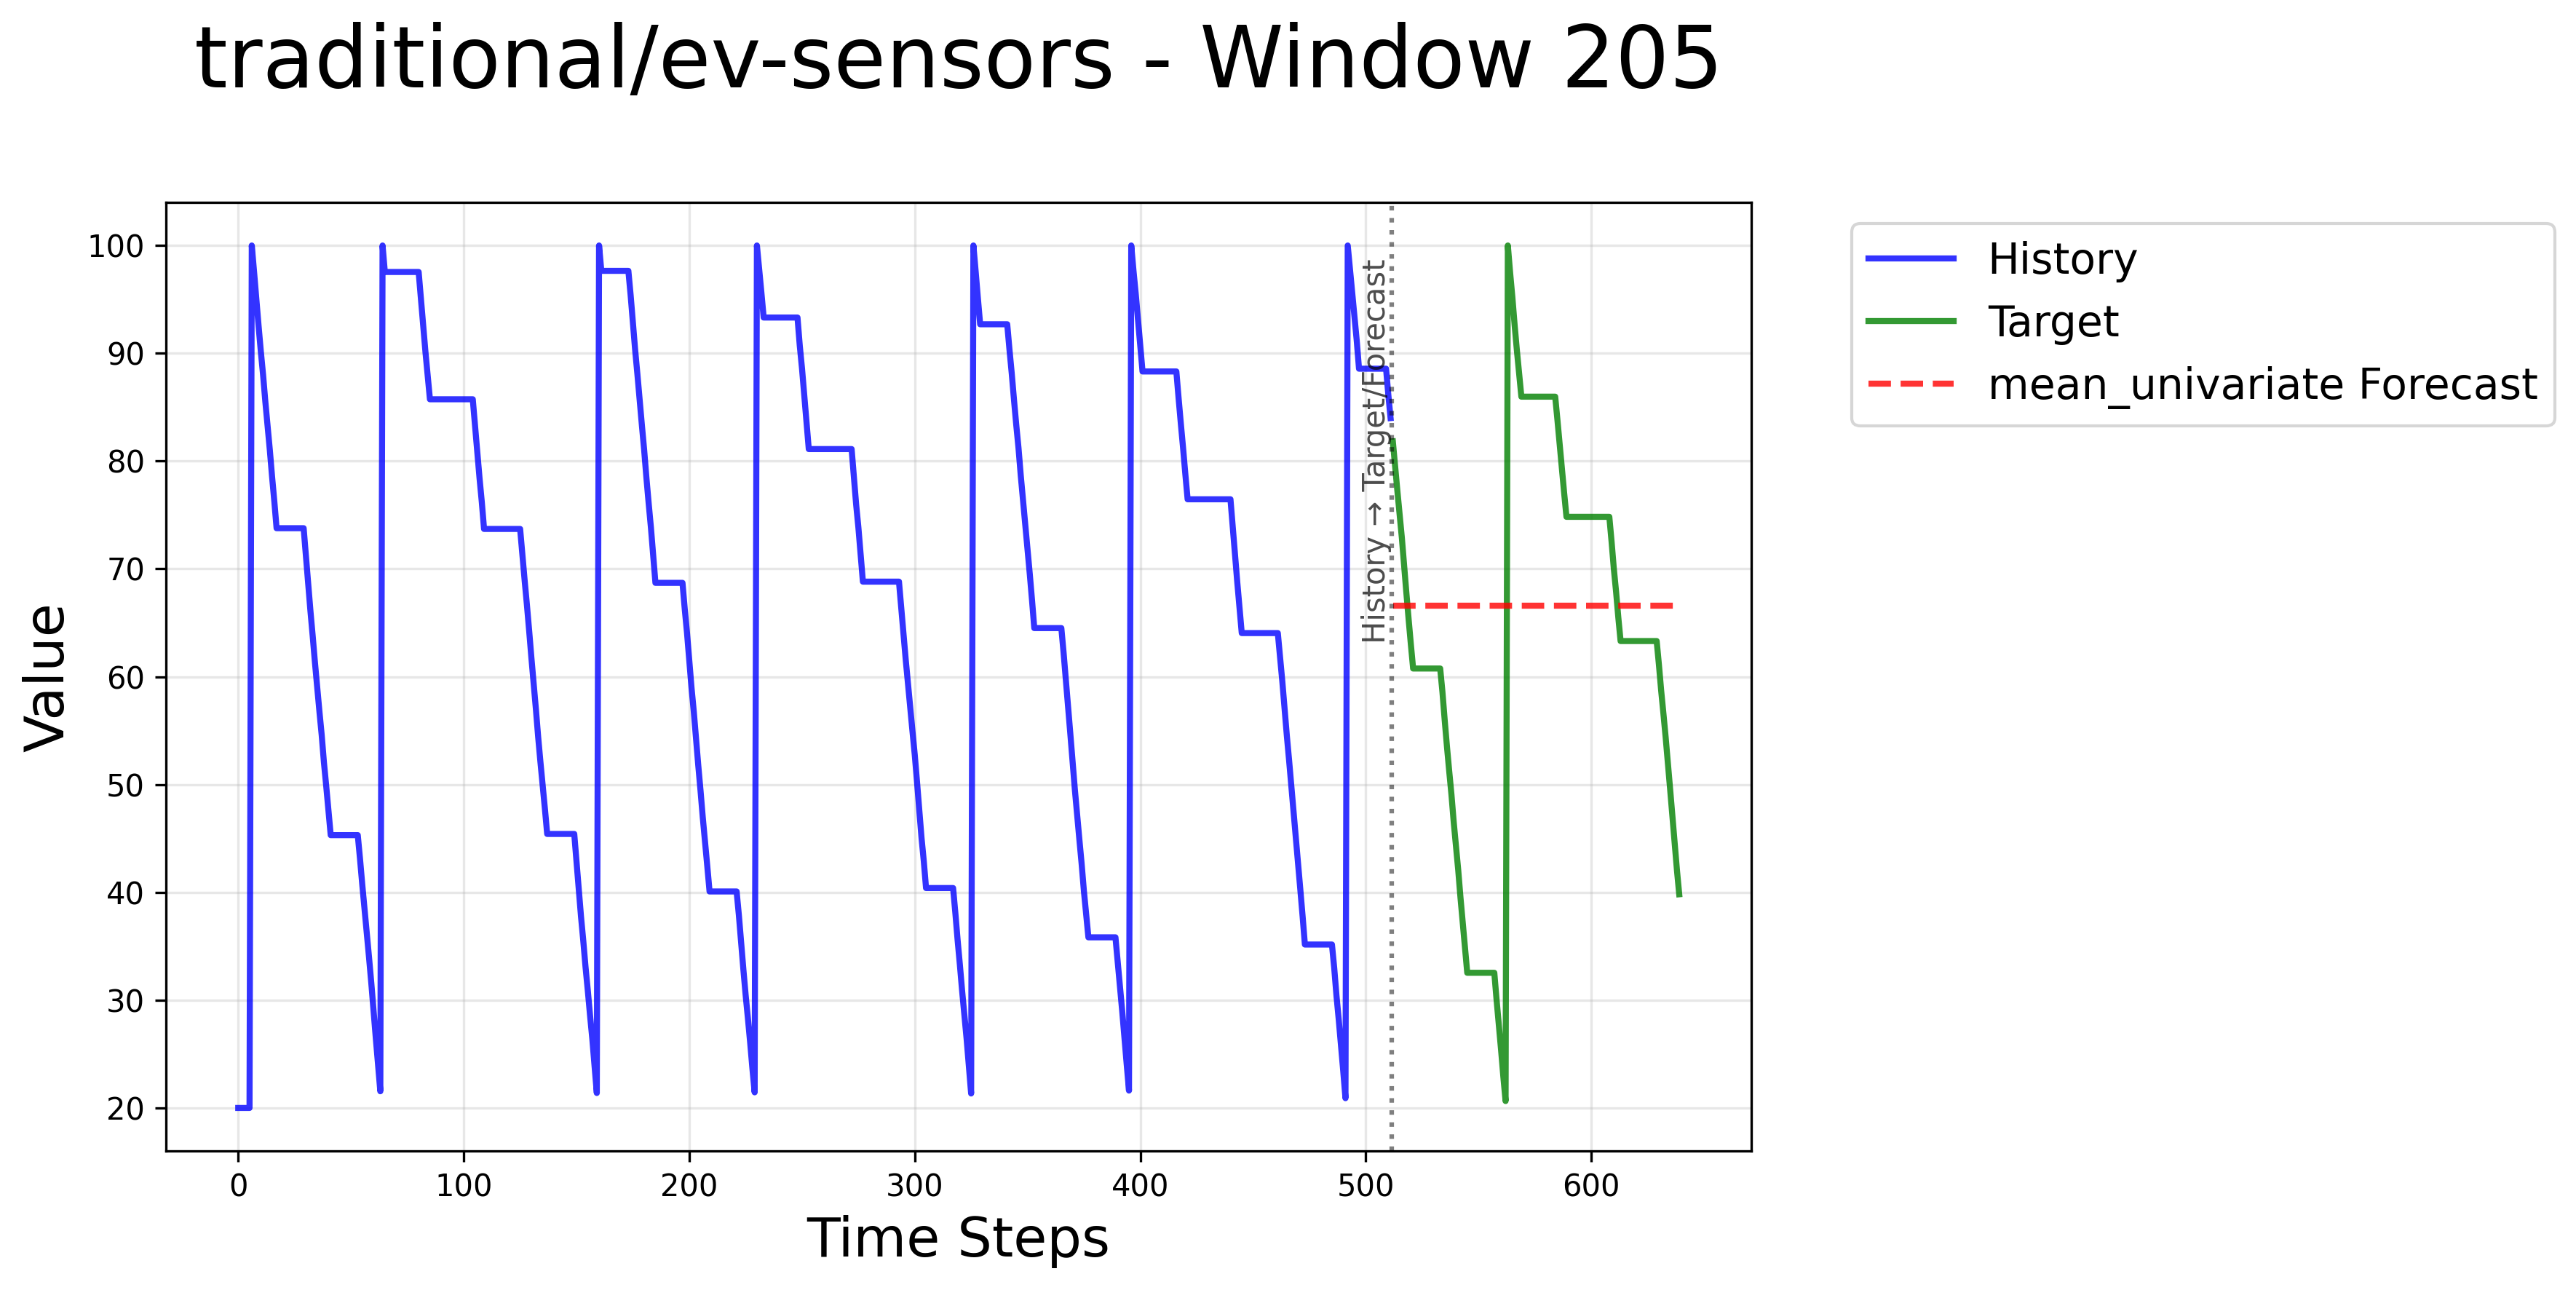 traditional/ev-sensors - Window 205
100
90
80
70
60
50
40
30
20
Value
0 100 200 300 400 500 600
Time Steps
History → Target/Forecast
History
Target
mean_univariate Forecast